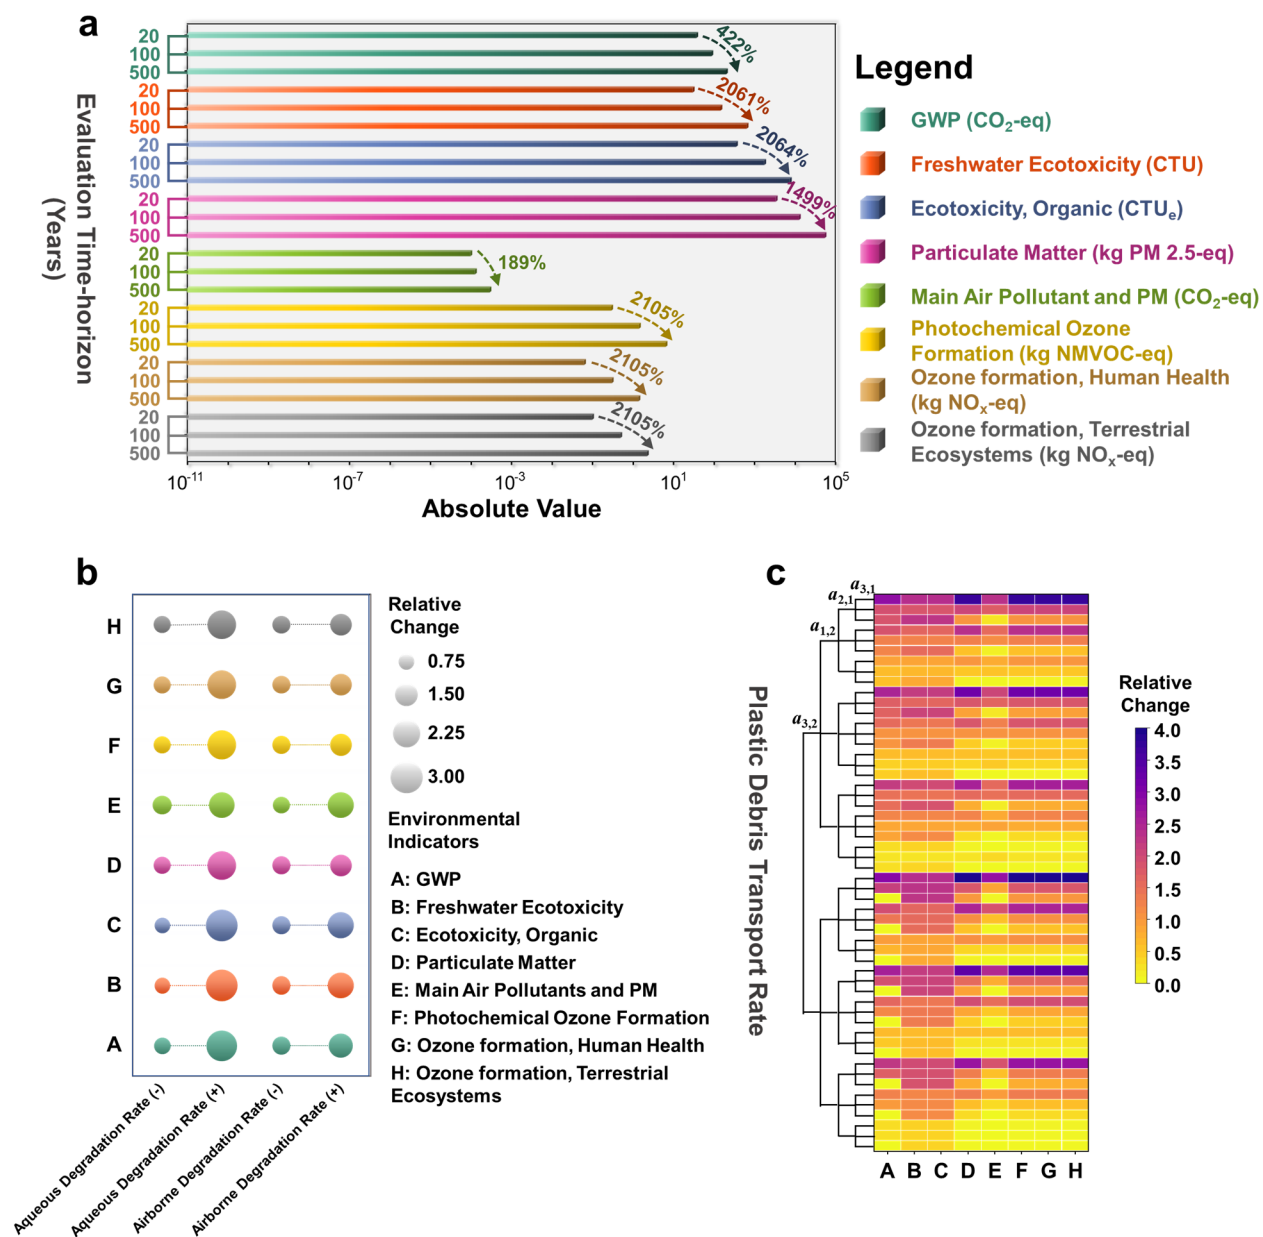 a
Evaluation Time-horizon
(Years)
20
100
500
422%
20
100
500
2061%
20
100
500
2064%
20
100
500
1499%
20
100
500
189%
20
100
500
2105%
20
100
500
2105%
20
100
500
2105%
10⁻¹¹ 10⁻⁷ 10⁻³ 10¹ 10⁵
Absolute Value
Legend
GWP (CO₂-eq)
Freshwater Ecotoxicity (CTU)
Ecotoxicity, Organic (CTUₑ)
Particulate Matter (kg PM 2.5-eq)
Main Air Pollutant and PM (CO₂-eq)
Photochemical Ozone
Formation (kg NMVOC-eq)
Ozone formation, Human Health
(kg NOₓ-eq)
Ozone formation, Terrestrial
Ecosystems (kg NOₓ-eq)
b
H
G
F
E
D
C
B
A
Aqueous Degradation Rate (-)
Aqueous Degradation Rate (+)
Airborne Degradation Rate (-)
Airborne Degradation Rate (+)
Relative
Change
0.75
1.50
2.25
3.00
Environmental
Indicators
A: GWP
B: Freshwater Ecotoxicity
C: Ecotoxicity, Organic
D: Particulate Matter
E: Main Air Pollutants and PM
F: Photochemical Ozone Formation
G: Ozone formation, Human Health
H: Ozone formation, Terrestrial
Ecosystems
c
Plastic Debris Transport Rate
a₃,₁
a₂,₁
a₁,₂
a₃,₂
A B C D E F G H
Relative
Change
4.0
3.5
3.0
2.5
2.0
1.5
1.0
0.5
0.0